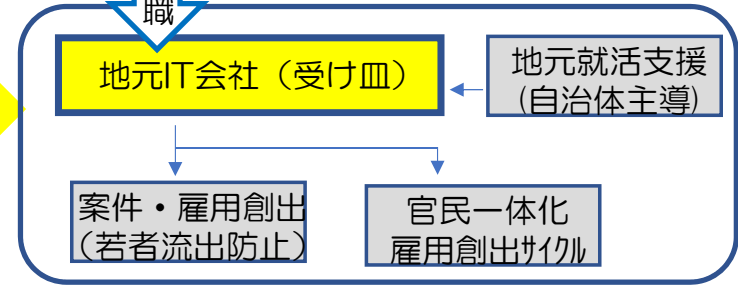 職
地元IT会社（受け皿）
地元就活支援
(自治体主導)
案件・雇用創出
（若者流出防止）
官民一体化
雇用創出ｻｲｸﾙ